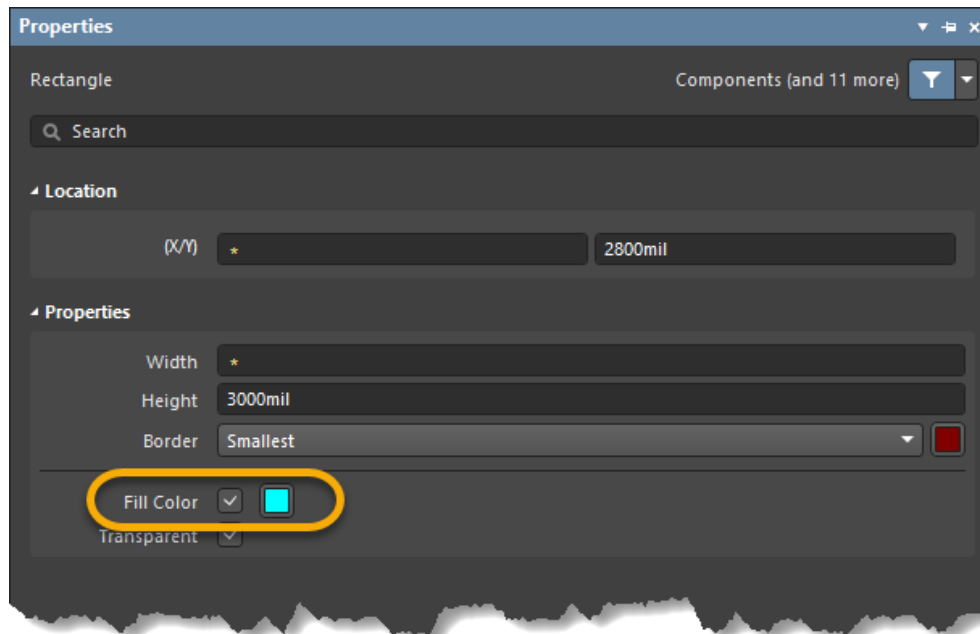 Properties
Rectangle Components (and 11 more)
Search
Location
(X/Y) * 2800mil
Properties
Width *
Height 3000mil
Border Smallest
Fill Color
Transparent